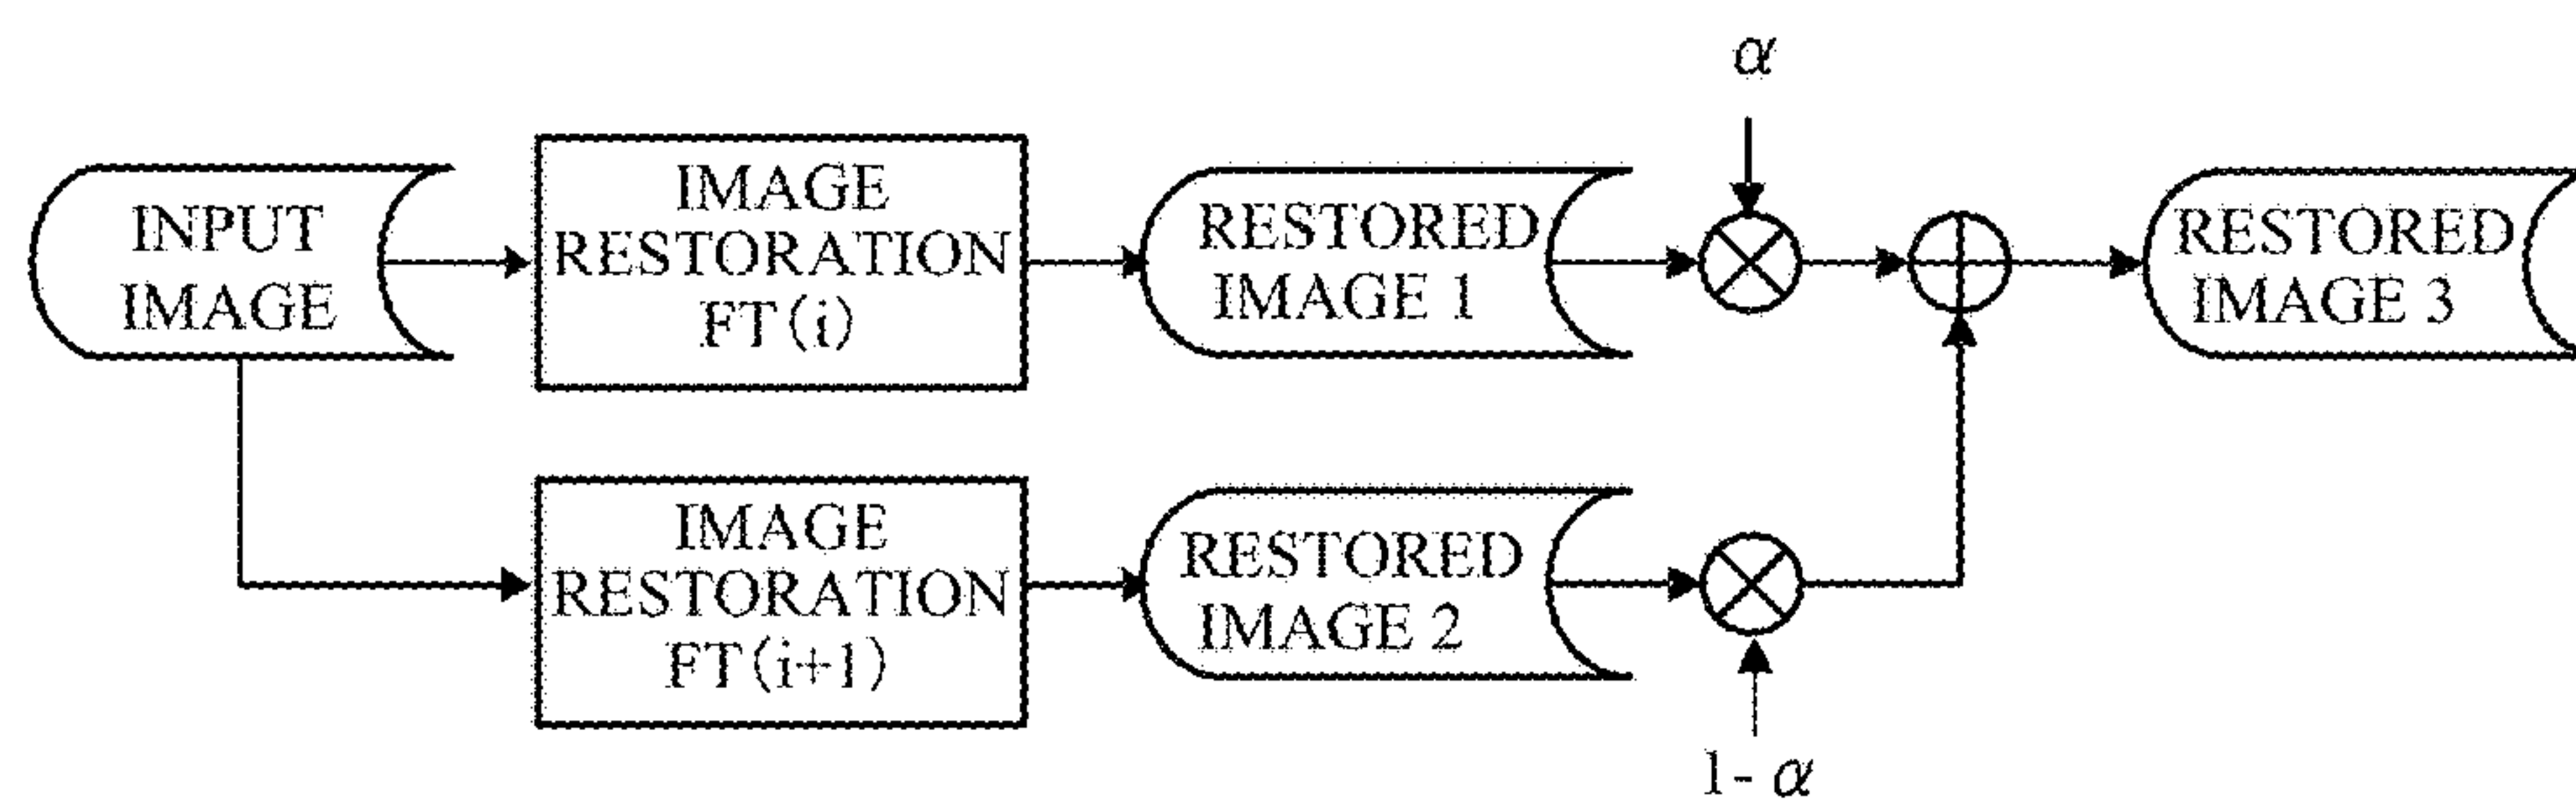 α
INPUT
IMAGE
IMAGE
RESTORATION
FT(i)
RESTORED
IMAGE 1
RESTORED
IMAGE 3
IMAGE
RESTORATION
FT(i+1)
RESTORED
IMAGE 2
1-α